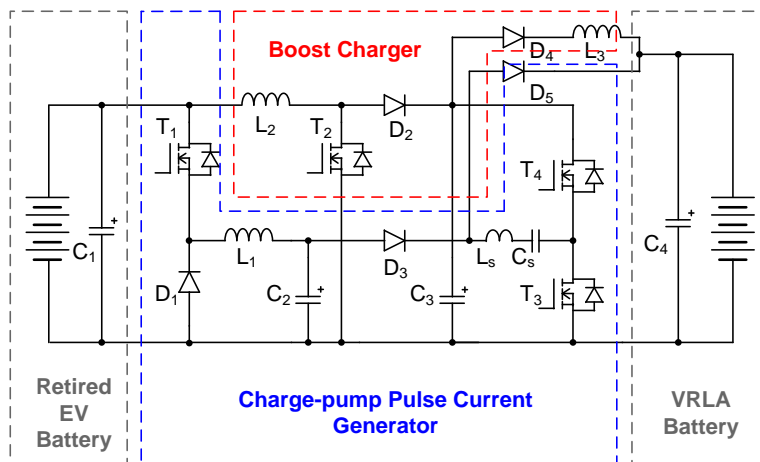 Boost Charger
D4
L3
D5
T1
L2
T2
D2
T4
C1
L1
D3
Ls
Cs
C4
D1
C2
C3
T3
+
+
+
+
Retired
EV
Battery
Charge-pump Pulse Current
Generator
VRLA
Battery